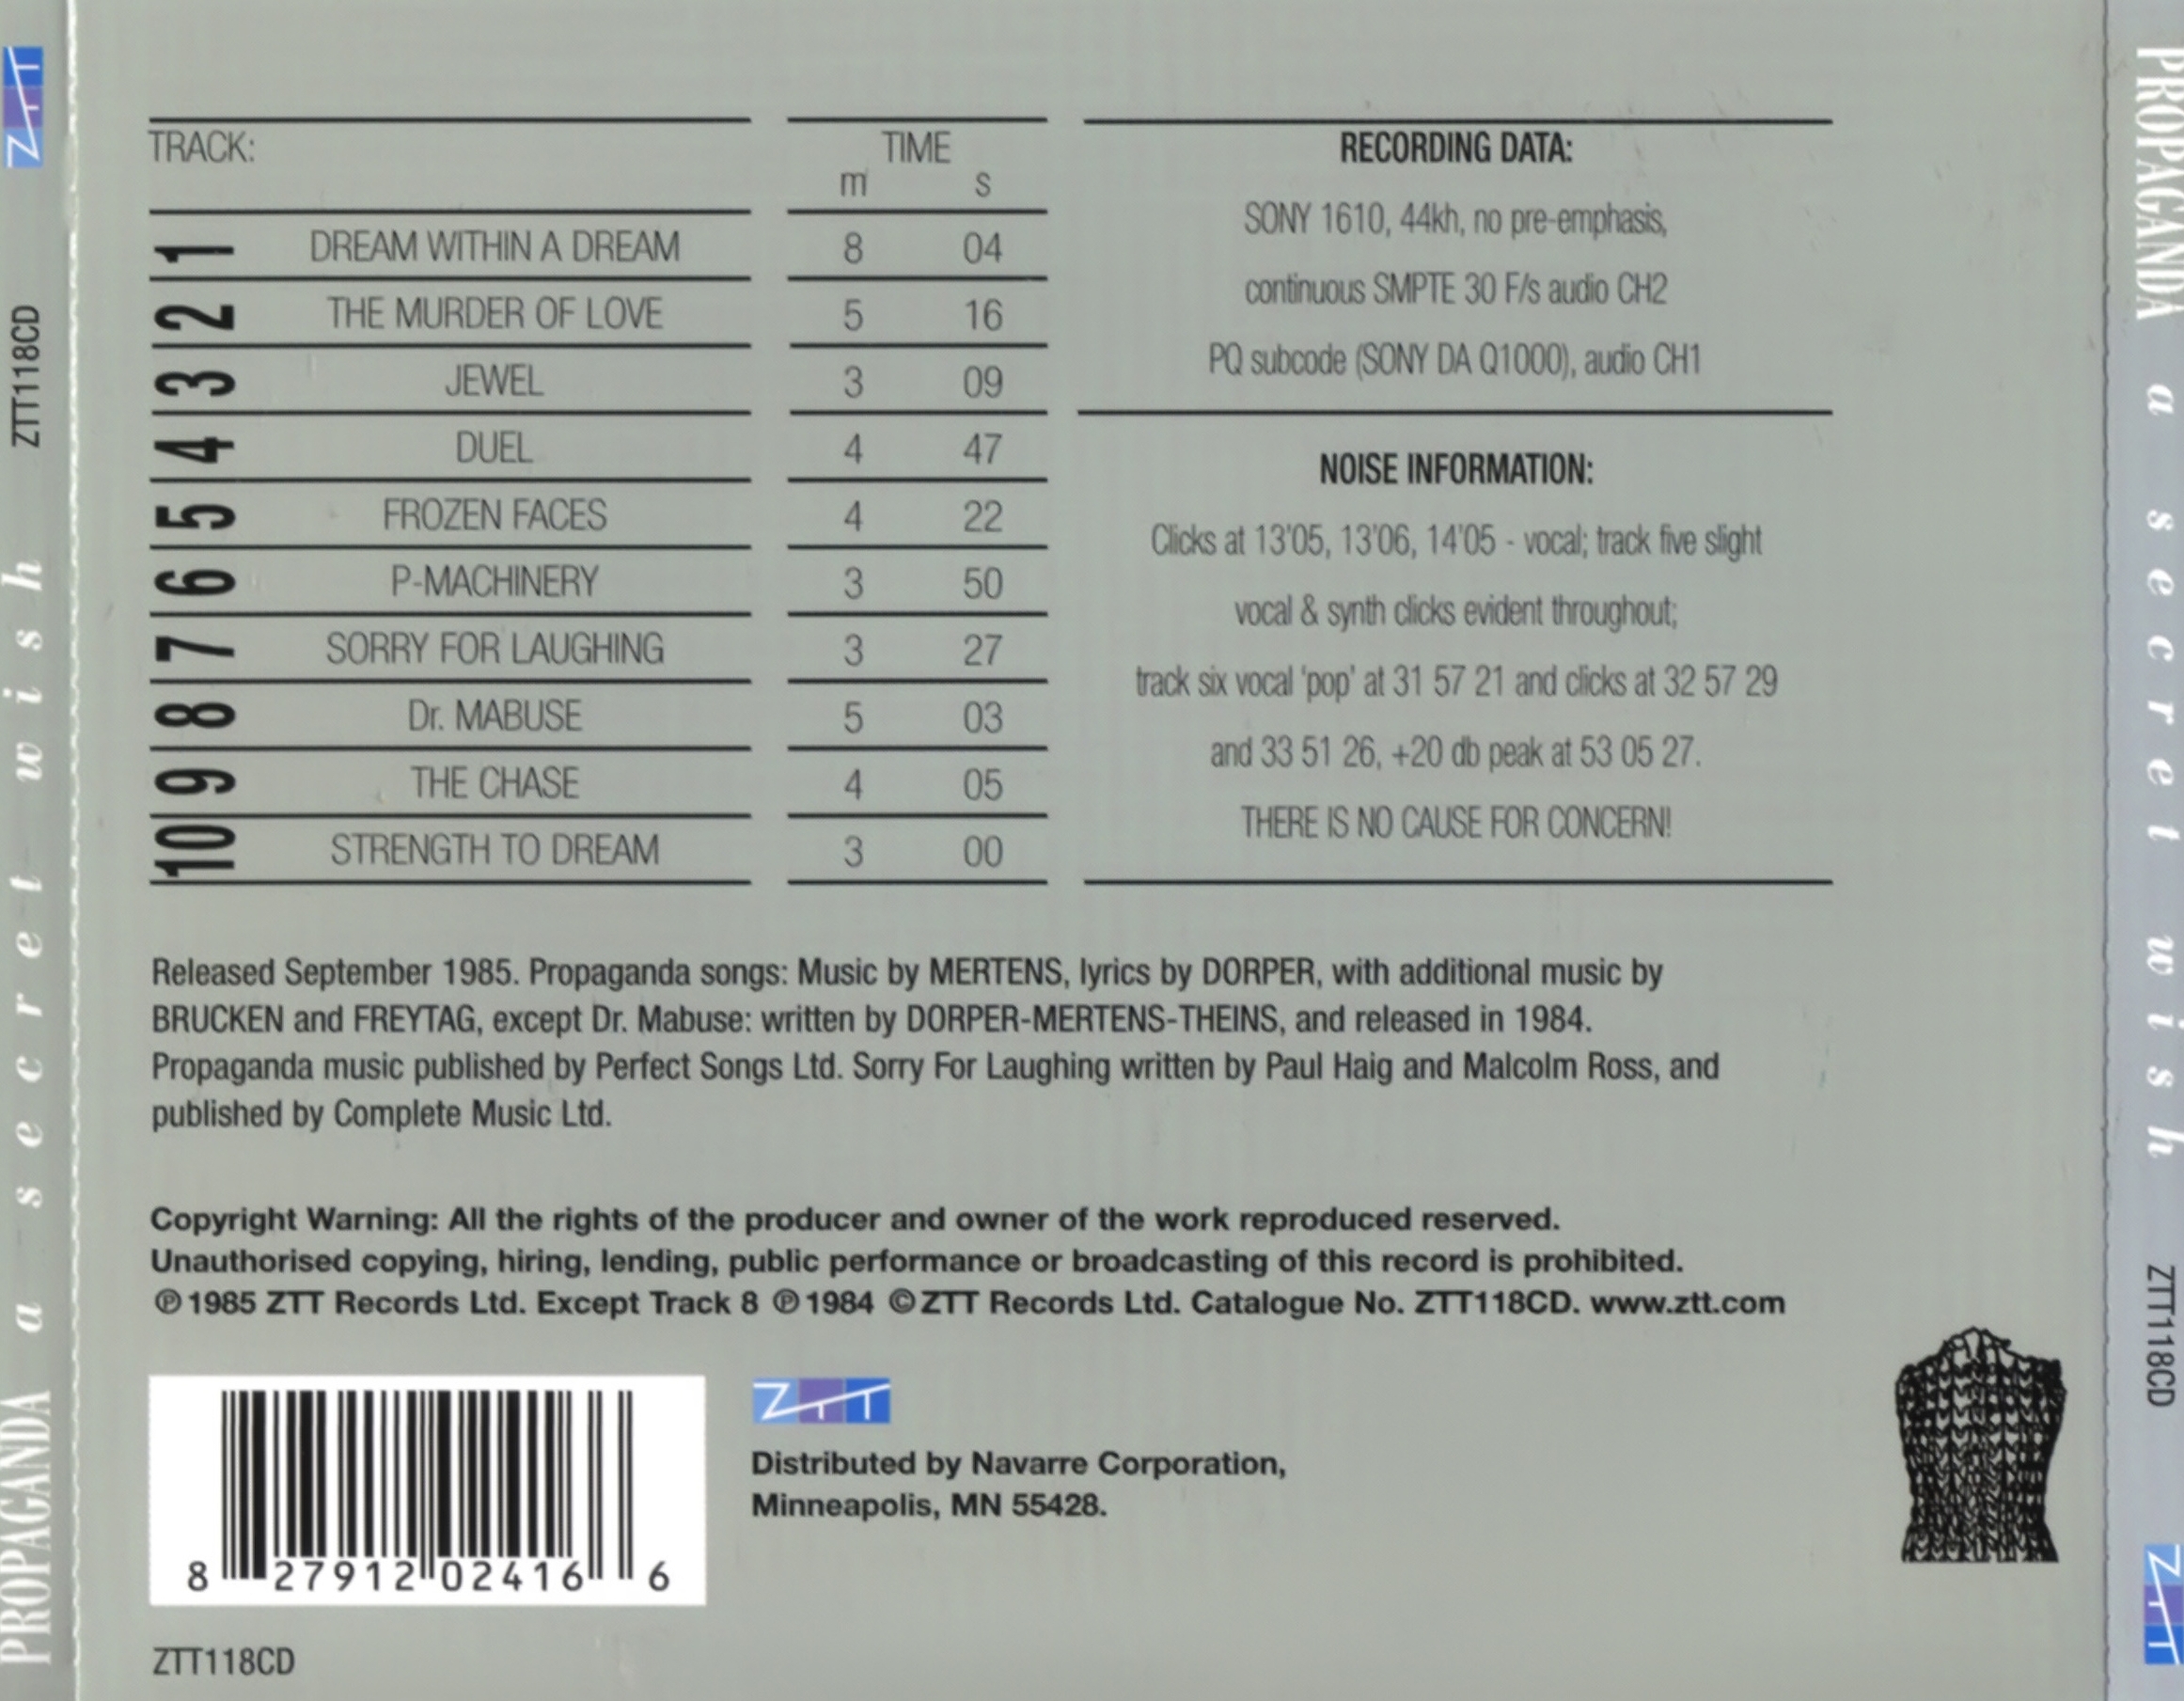 ZTT
ZTT118CD
PROPAGANDA a secret wish
TRACK:
TIME
m s
1 DREAM WITHIN A DREAM 8 04
2 THE MURDER OF LOVE 5 16
3 JEWEL 3 09
4 DUEL 4 47
5 FROZEN FACES 4 22
6 P-MACHINERY 3 50
7 SORRY FOR LAUGHING 3 27
8 Dr. MABUSE 5 03
9 THE CHASE 4 05
10 STRENGTH TO DREAM 3 00
RECORDING DATA:
SONY 1610, 44kh, no pre-emphasis,
continuous SMPTE 30 F/s audio CH2
PQ subcode (SONY DA Q1000), audio CH1
NOISE INFORMATION:
Clicks at 13'05, 13'06, 14'05 - vocal; track five slight
vocal & synth clicks evident throughout;
track six vocal 'pop' at 31 57 21 and clicks at 32 57 29
and 33 51 26, +20 db peak at 53 05 27.
THERE IS NO CAUSE FOR CONCERN!
Released September 1985. Propaganda songs: Music by MERTENS, lyrics by DORPER, with additional music by
BRUCKEN and FREYTAG, except Dr. Mabuse: written by DORPER-MERTENS-THEINS, and released in 1984.
Propaganda music published by Perfect Songs Ltd. Sorry For Laughing written by Paul Haig and Malcolm Ross, and
published by Complete Music Ltd.
Copyright Warning: All the rights of the producer and owner of the work reproduced reserved.
Unauthorised copying, hiring, lending, public performance or broadcasting of this record is prohibited.
℗1985 ZTT Records Ltd. Except Track 8 ℗1984 ©ZTT Records Ltd. Catalogue No. ZTT118CD. www.ztt.com
8 27912 02416 6
ZTT
Distributed by Navarre Corporation,
Minneapolis, MN 55428.
ZTT118CD
PROPAGANDA a secret wish
ZTT118CD
ZTT